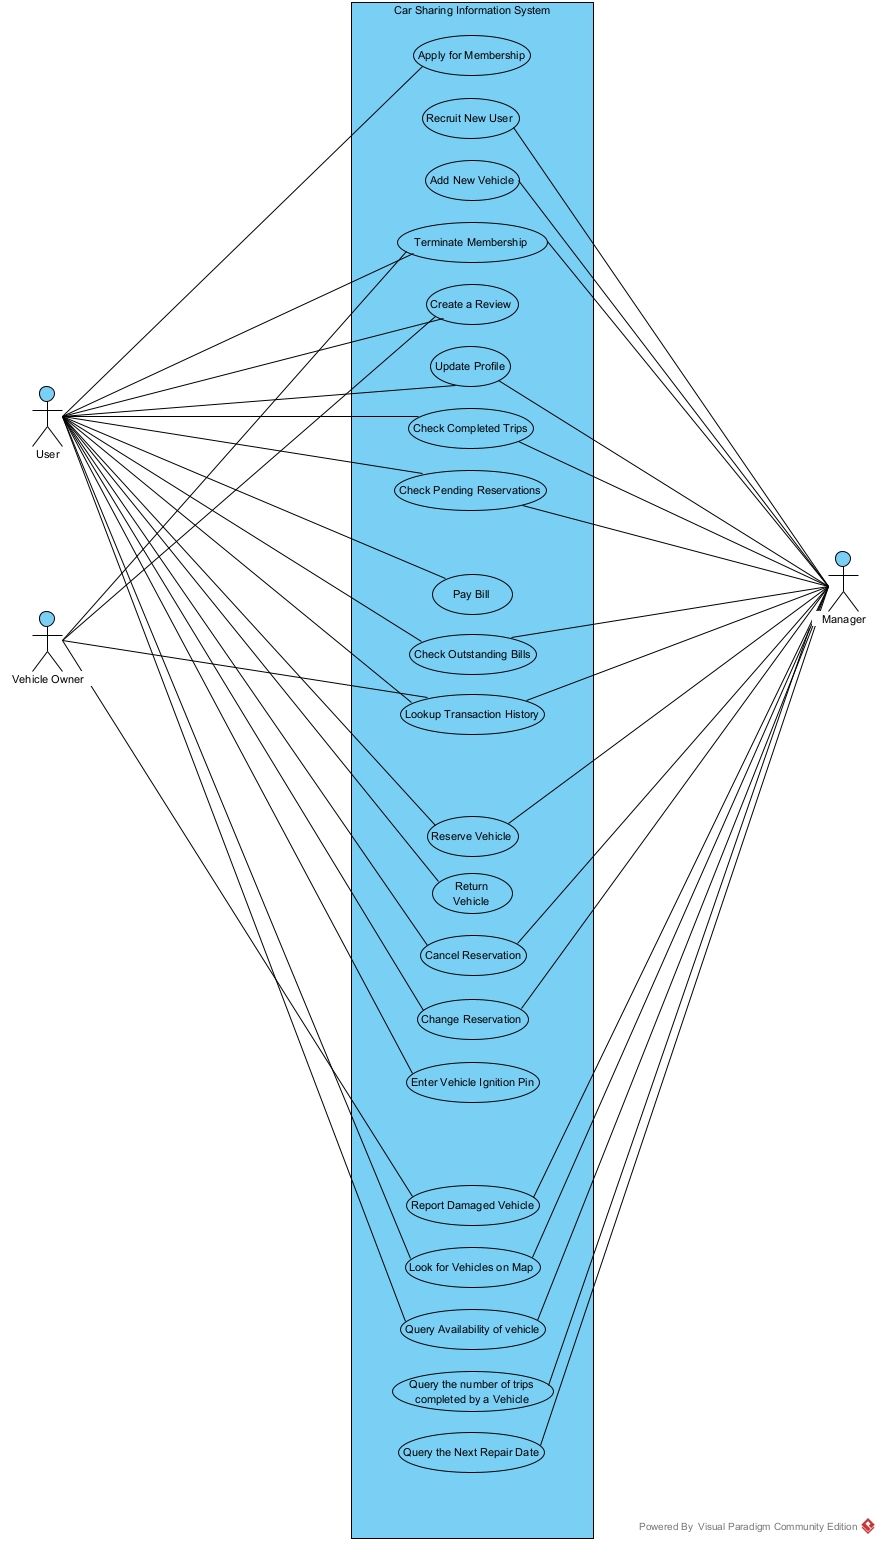 Car Sharing Information System
Apply for Membership
Recruit New User
Add New Vehicle
Terminate Membership
Create a Review
Update Profile
User
Check Completed Trips
Check Pending Reservations
Pay Bill
Manager
Check Outstanding Bills
Vehicle Owner
Lookup Transaction History
Reserve Vehicle
Return
Vehicle
Cancel Reservation
Change Reservation
Enter Vehicle Ignition Pin
Report Damaged Vehicle
Look for Vehicles on Map
Query Availability of vehicle
Query the number of trips
completed by a Vehicle
Query the Next Repair Date
Powered By Visual Paradigm Community Edition